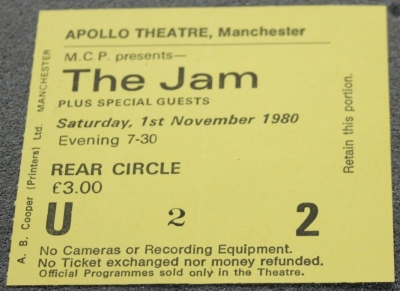 APOLLO THEATRE, Manchester
M.C.P. presents—
The Jam
PLUS SPECIAL GUESTS
Saturday, 1st November 1980
Evening 7-30
REAR CIRCLE
£3.00
U 2 2
No Cameras or Recording Equipment.
No Ticket exchanged nor money refunded.
Official Programmes sold only in the Theatre.
A. B. Cooper (Printers) Ltd. MANCHESTER
Retain this portion.